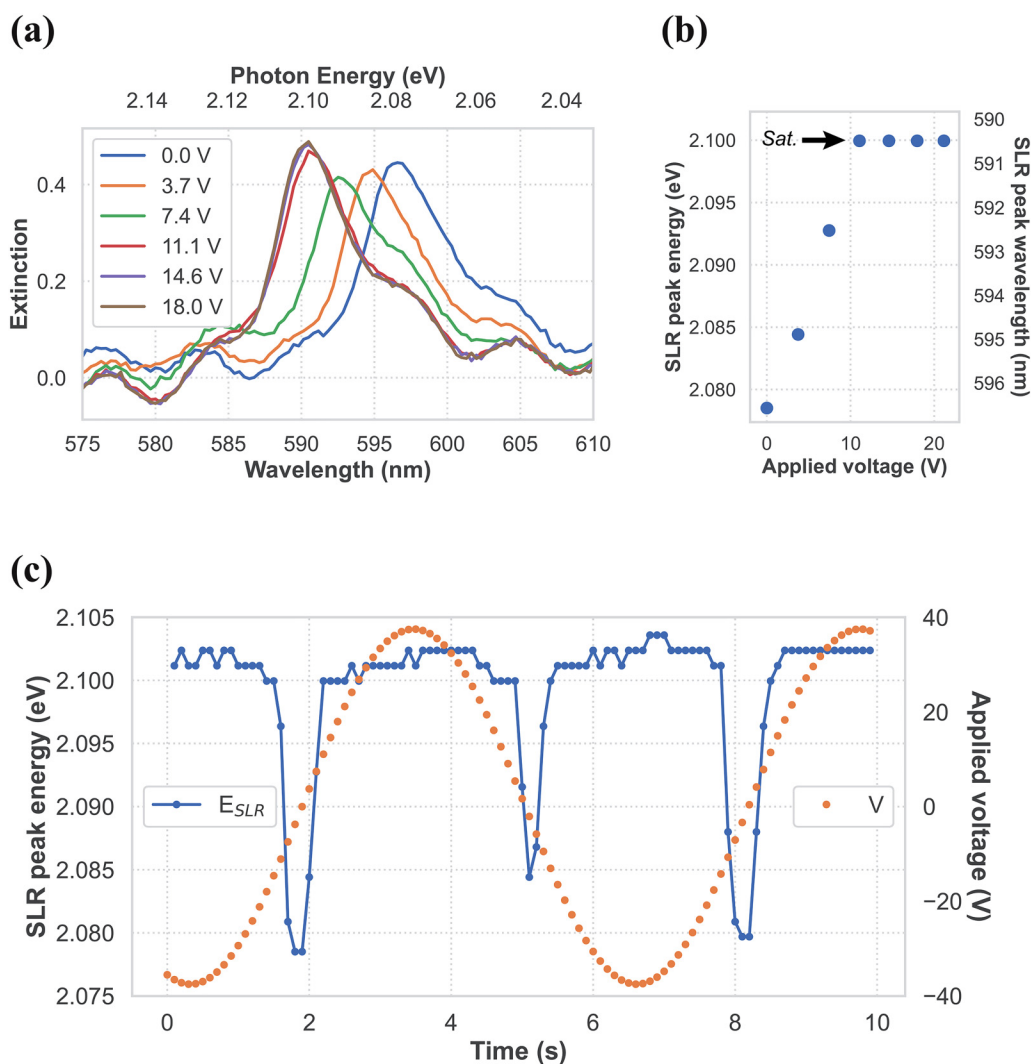 (a)
Photon Energy (eV)
2.14 2.12 2.10 2.08 2.06 2.04
0.0 V
3.7 V
7.4 V
11.1 V
14.6 V
18.0 V
Extinction
0.4
0.2
0.0
575 580 585 590 595 600 605 610
Wavelength (nm)
(b)
Sat.
SLR peak energy (eV)
2.100
2.095
2.090
2.085
2.080
590
591
592
593
594
595
596
SLR peak wavelength (nm)
0 10 20
Applied voltage (V)
(c)
SLR peak energy (eV)
2.105
2.100
2.095
2.090
2.085
2.080
2.075
E_SLR
V
40
20
0
−20
−40
Applied voltage (V)
0 2 4 6 8 10
Time (s)